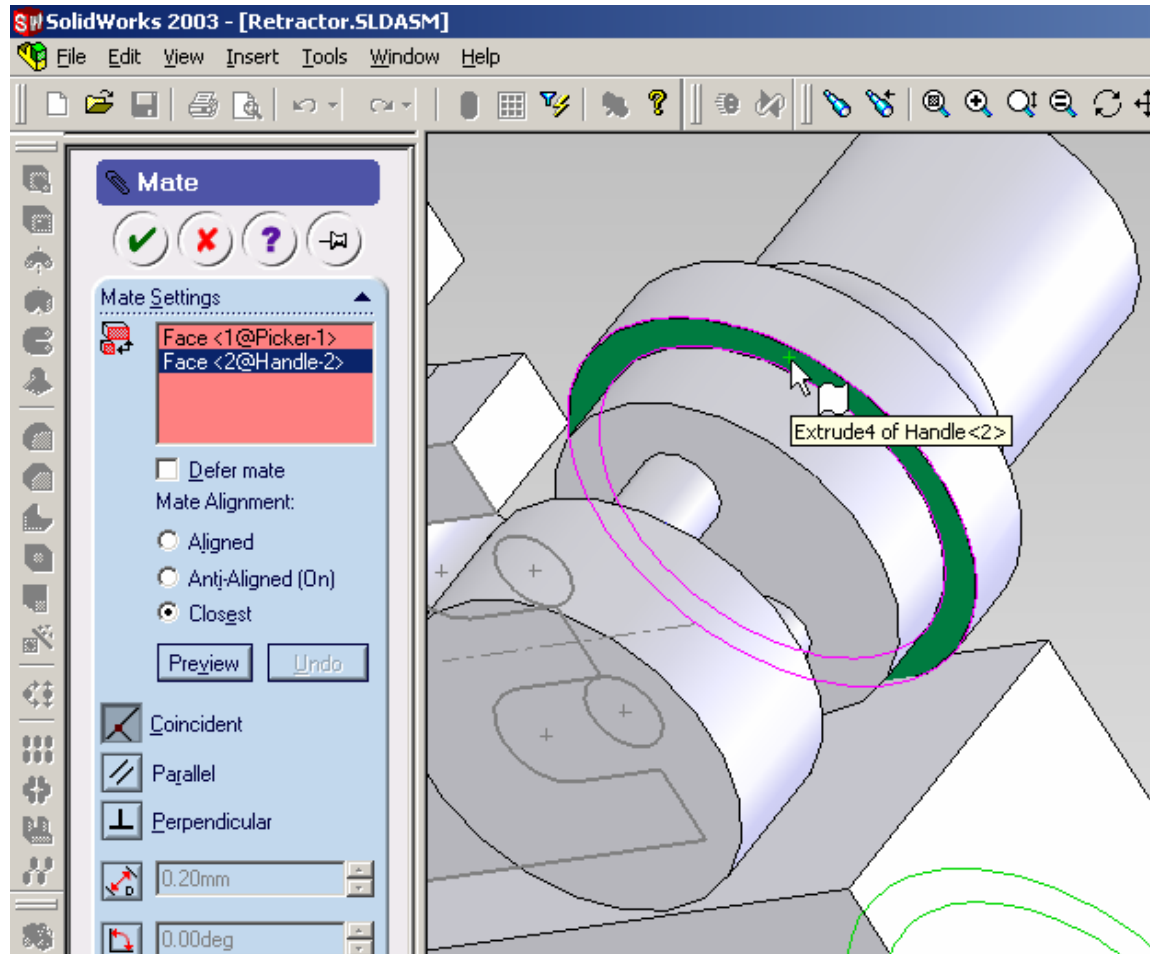 SolidWorks 2003 - [Retractor.SLDASM]
File Edit View Insert Tools Window Help
Mate
Mate Settings
Face <1@Picker-1>
Face <2@Handle-2>
Defer mate
Mate Alignment:
Aligned
Anti-Aligned (On)
Closest
Preview Undo
Coincident
Parallel
Perpendicular
0.20mm
0.00deg
Extrude4 of Handle<2>